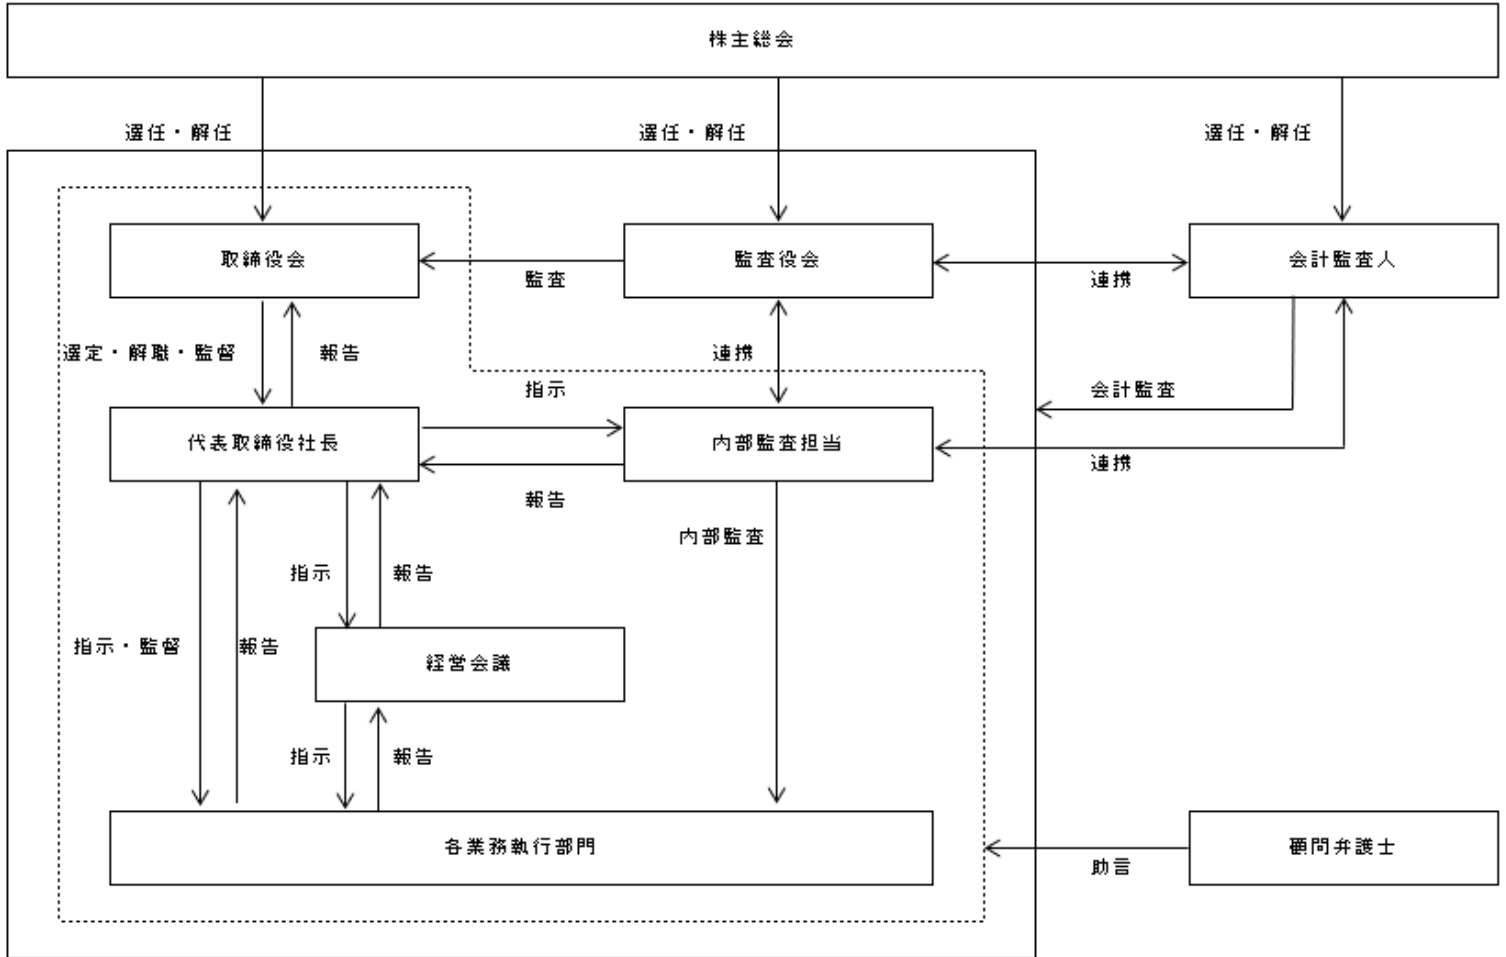 株主総会
選任・解任
選任・解任
選任・解任
取締役会
監査役会
会計監査人
監査
連携
選定・解職・監督
報告
連携
指示
会計監査
代表取締役社長
内部監査担当
連携
報告
内部監査
指示
報告
指示・監督
報告
経営会議
指示
報告
各業務執行部門
顧問弁護士
助言